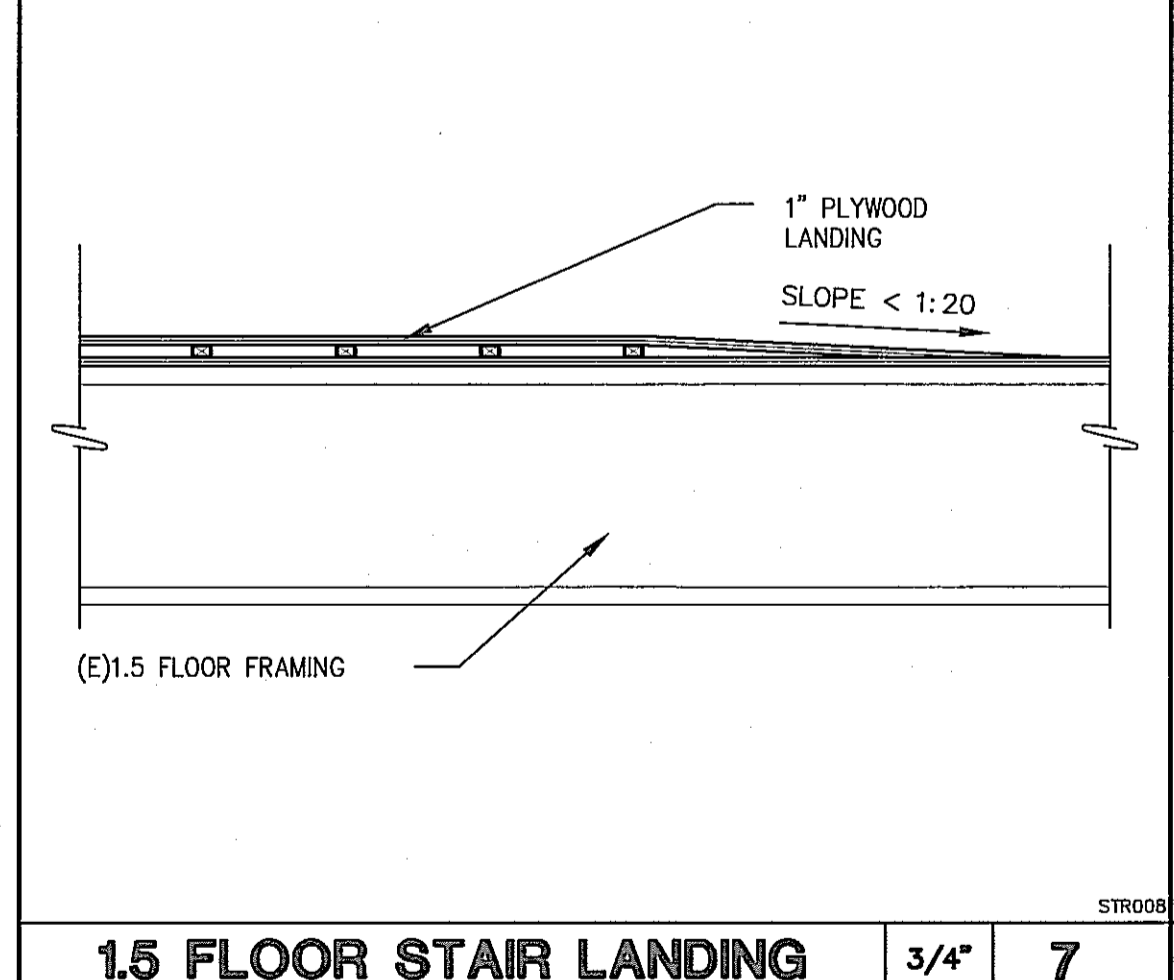 1" PLYWOOD
LANDING
SLOPE < 1:20
(E)1.5 FLOOR FRAMING
STR008
1.5 FLOOR STAIR LANDING
3/4"
7